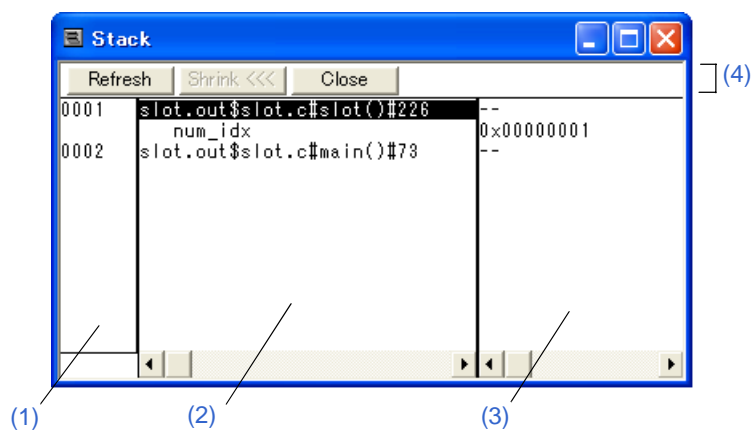 Stack
Refresh Shrink <<< Close
(4)
0001 slot.out$slot.c#slot()#226 --
num_idx 0x00000001
0002 slot.out$slot.c#main()#73 --
(1) (2) (3)